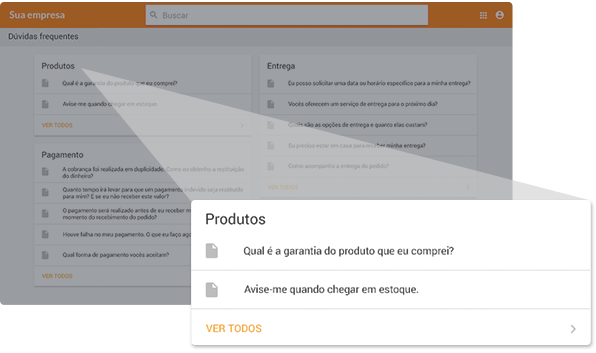 Sua empresa
Buscar
Dúvidas frequentes
Produtos
Qual é a garantia do produto que eu comprei?
Avise-me quando chegar em estoque.
VER TODOS
Pagamento
A cobrança foi realizada em duplicidade. Como eu obtenho a restituição
do dinheiro?
Quanto tempo irá levar para que um pagamento indevido seja reembolsado
para mim? E se eu não receber este valor?
O pagamento será realizado antes de eu receber m
momento do recebimento do pedido?
Houve falha no meu pagamento. O que eu faço ago
Qual forma de pagamento vocês aceitam?
VER TODOS
Entrega
Eu posso solicitar uma data ou horário específico para a minha entrega?
Vocês oferecem um serviço de entrega para o próximo dia?
Quais são as opções de entrega e quanto elas custam?
Eu preciso estar em casa para receber minha entrega?
Como acompanho a entrega do pedido?
VER TODOS
Produtos
Qual é a garantia do produto que eu comprei?
Avise-me quando chegar em estoque.
VER TODOS